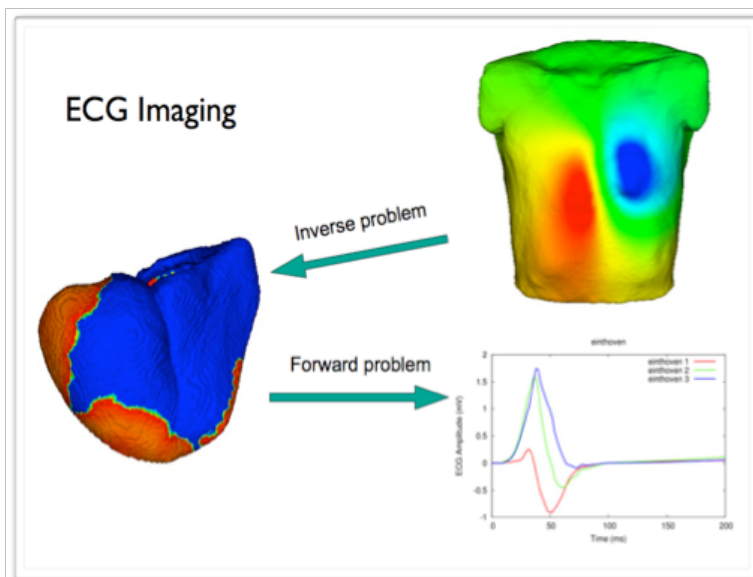 ECG Imaging
Inverse problem
Forward problem
einthoven
einthoven 1
einthoven 2
einthoven 3
ECG Amplitude (mV)
2
1.5
1
0.5
0
-0.5
-1
0
50
100
150
200
Time (ms)